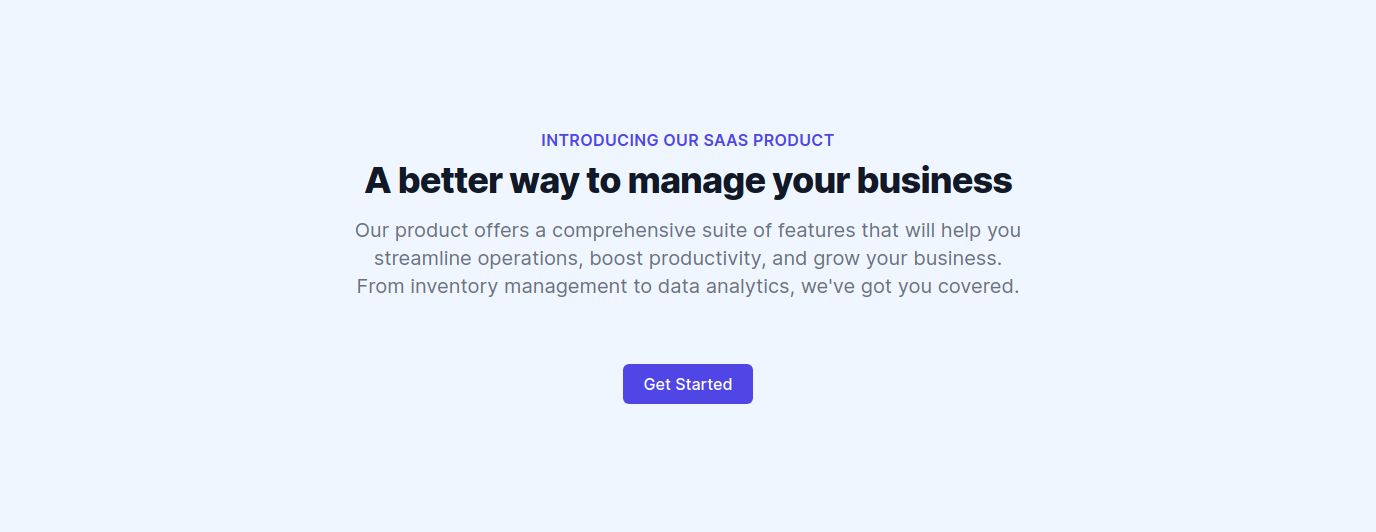 INTRODUCING OUR SAAS PRODUCT
A better way to manage your business
Our product offers a comprehensive suite of features that will help you
streamline operations, boost productivity, and grow your business.
From inventory management to data analytics, we've got you covered.
Get Started